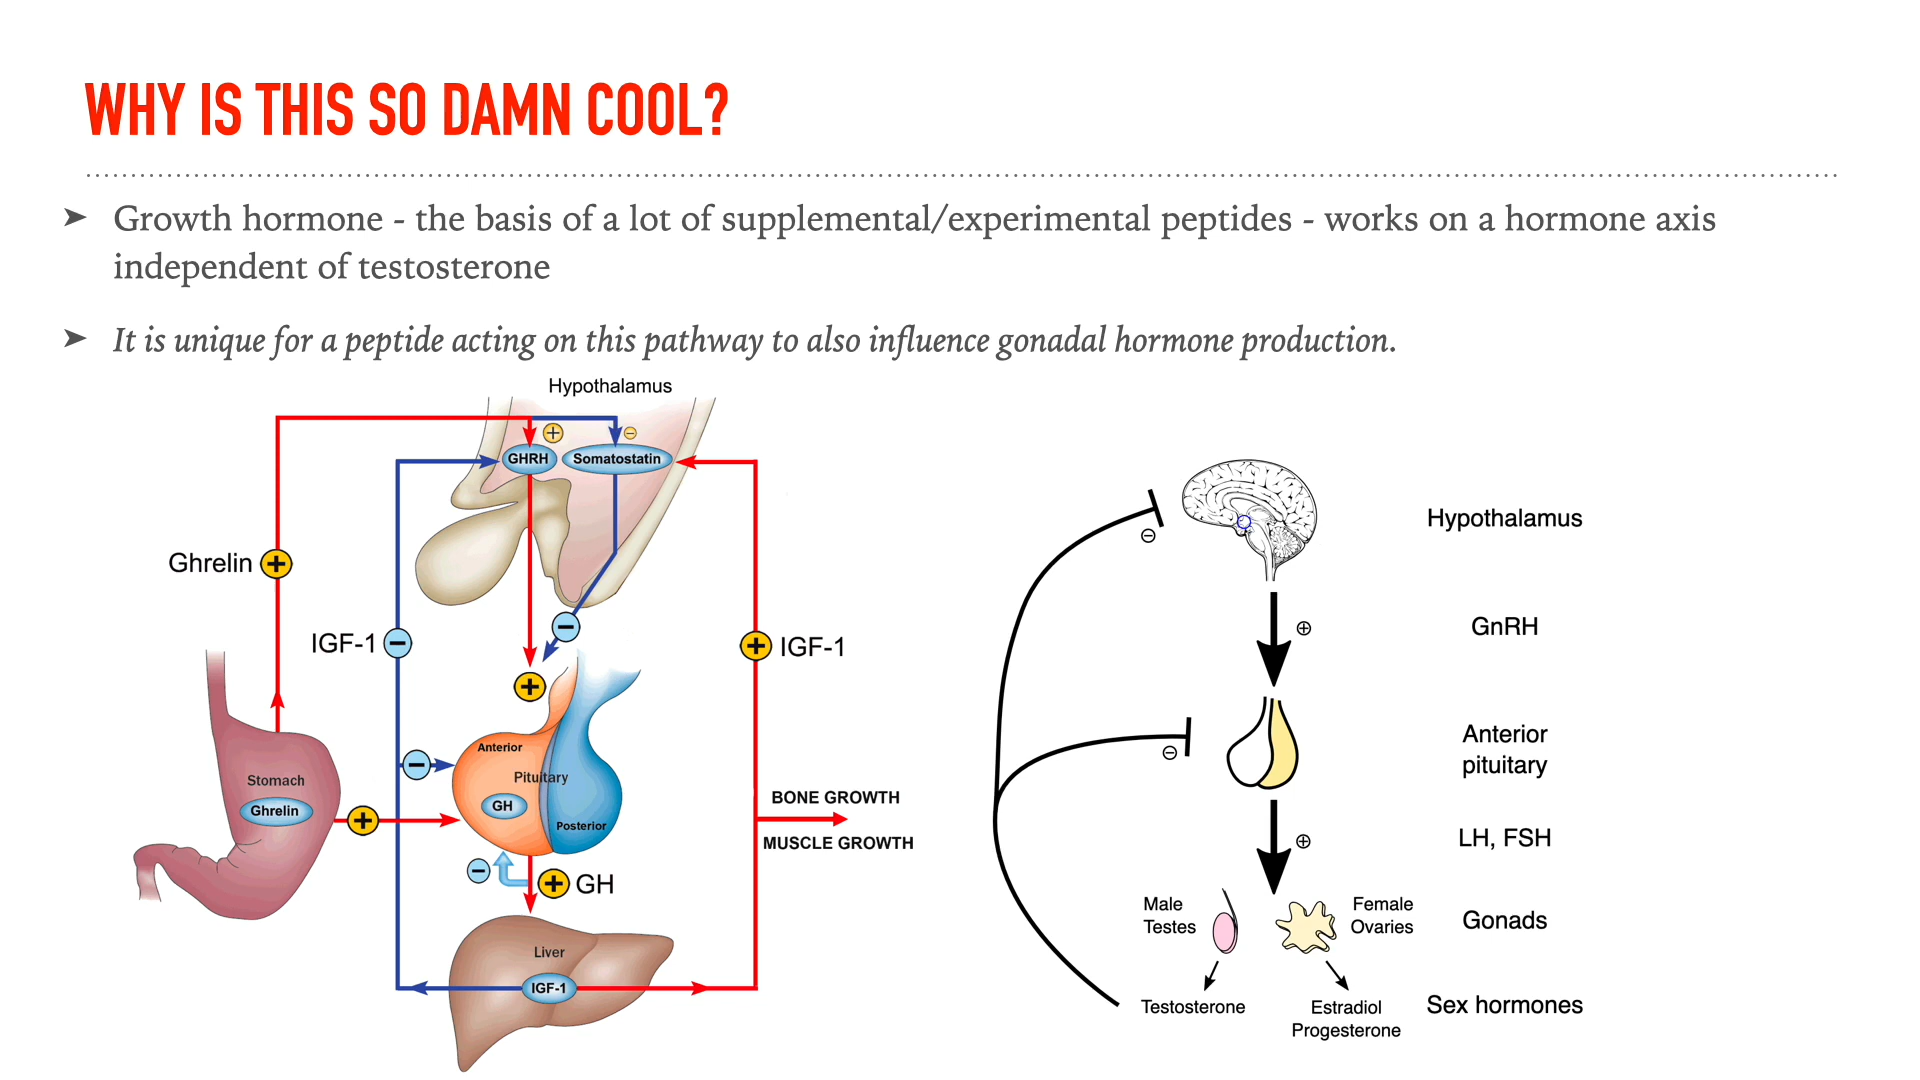 WHY IS THIS SO DAMN COOL?
➤ Growth hormone - the basis of a lot of supplemental/experimental peptides - works on a hormone axis
independent of testosterone
➤ It is unique for a peptide acting on this pathway to also influence gonadal hormone production.
Hypothalamus
+
−
GHRH
Somatostatin
Ghrelin +
−
IGF-1 −
+ IGF-1
+
Anterior
−
Pituitary
Stomach
Ghrelin
GH
+
Posterior
BONE GROWTH
MUSCLE GROWTH
−
+ GH
Liver
IGF-1
−
Hypothalamus
+
GnRH
−
Anterior
pituitary
+
LH, FSH
Male
Testes
Female
Ovaries
Gonads
Testosterone
Estradiol
Progesterone
Sex hormones